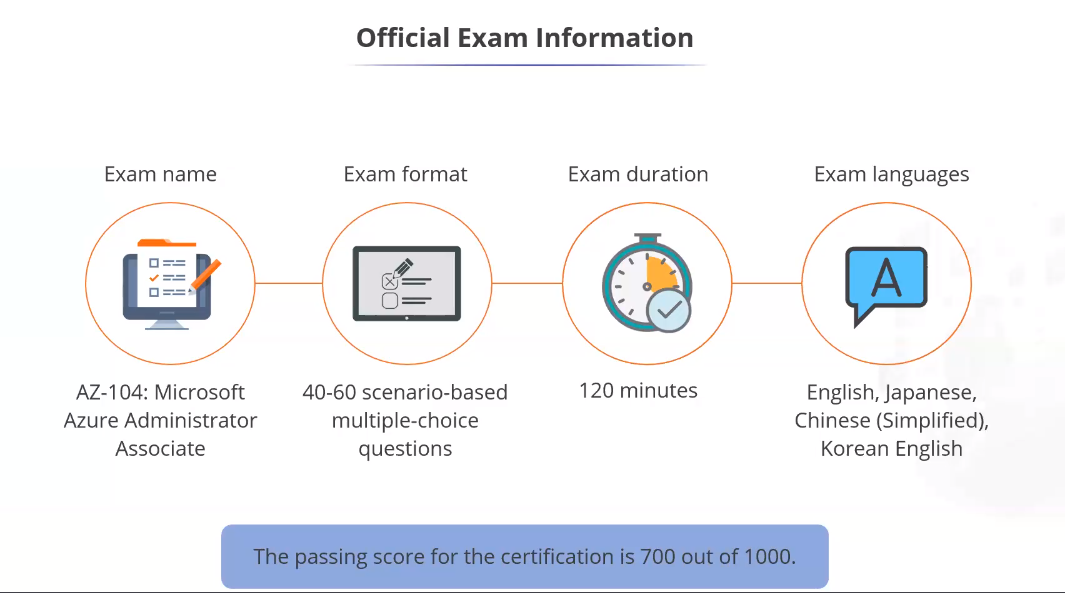 Official Exam Information
Exam name
Exam format
Exam duration
Exam languages
A
AZ-104: Microsoft
Azure Administrator
Associate
40-60 scenario-based
multiple-choice
questions
120 minutes
English, Japanese,
Chinese (Simplified),
Korean English
The passing score for the certification is 700 out of 1000.